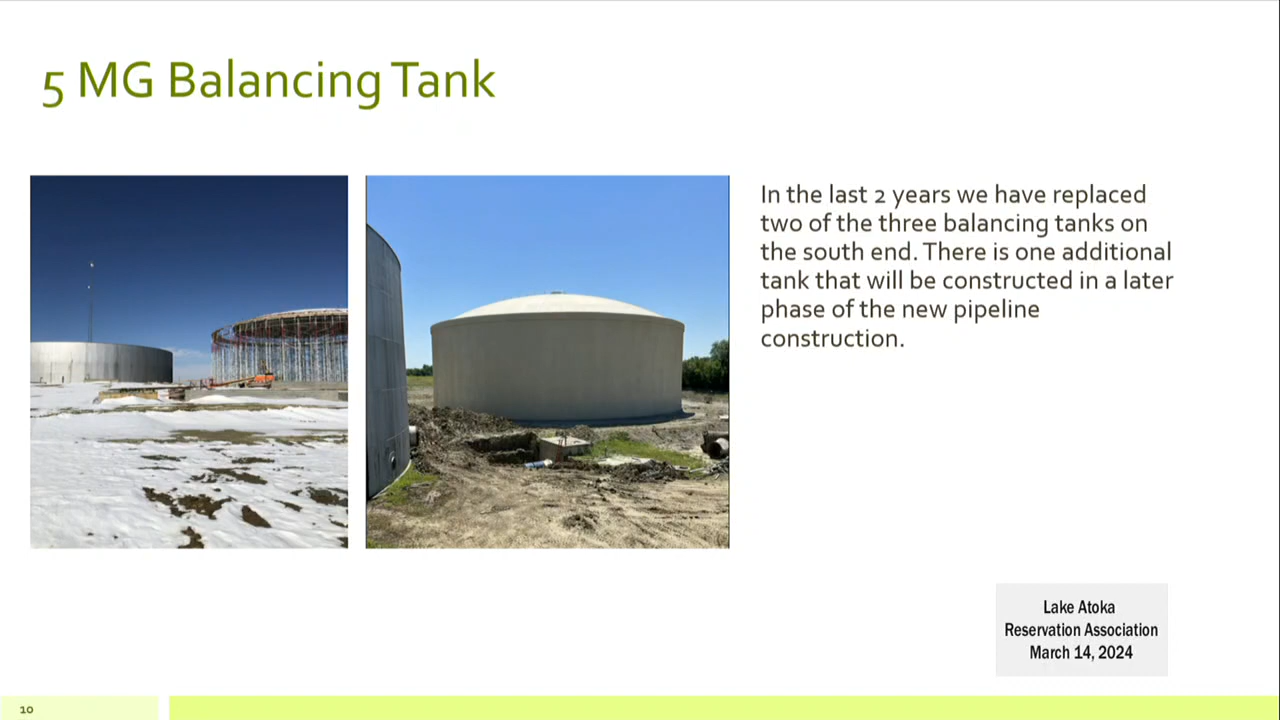 5 MG Balancing Tank
In the last 2 years we have replaced
two of the three balancing tanks on
the south end. There is one additional
tank that will be constructed in a later
phase of the new pipeline
construction.
Lake Atoka
Reservation Association
March 14, 2024
10